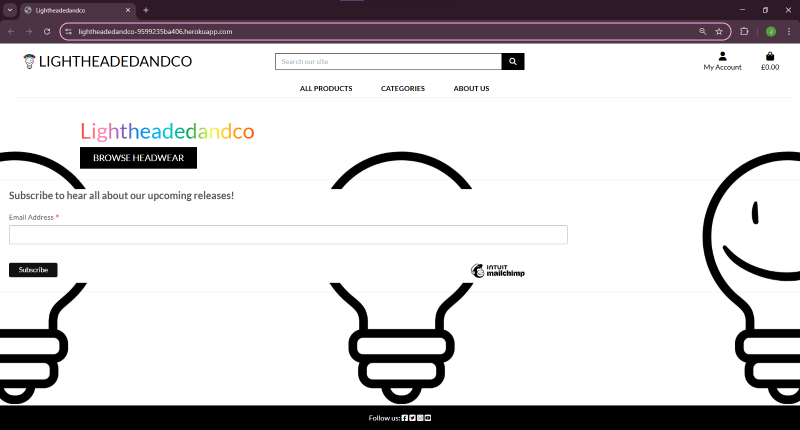 Lightheadedandco
lightheadedandco-9599235ba406.herokuapp.com
J
LIGHTHEADEDANDCO
Search our site
My Account
£0.00
ALL PRODUCTS
CATEGORIES
ABOUT US
Lightheadedandco
BROWSE HEADWEAR
Subscribe to hear all about our upcoming releases!
Email Address *
Subscribe
INTUIT
mailchimp
Follow us: